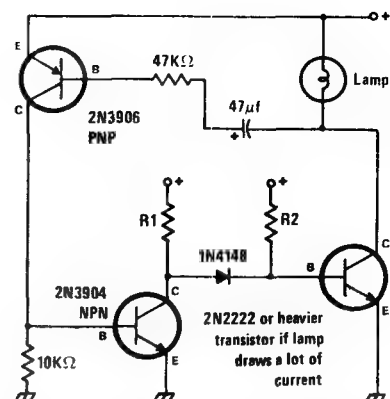 +
E
B
C
47KΩ
2N3906
PNP
Lamp
47μf
+
+
+
R1
R2
1N4148
C
B
C
E
2N3904
NPN
B
C
E
2N2222 or heavier
transistor if lamp
draws a lot of
current
10KΩ